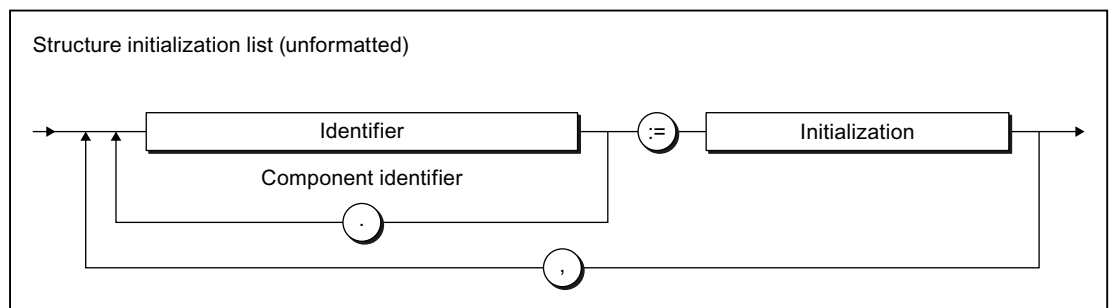 Structure initialization list (unformatted)
Identifier := Initialization
Component identifier
.
,